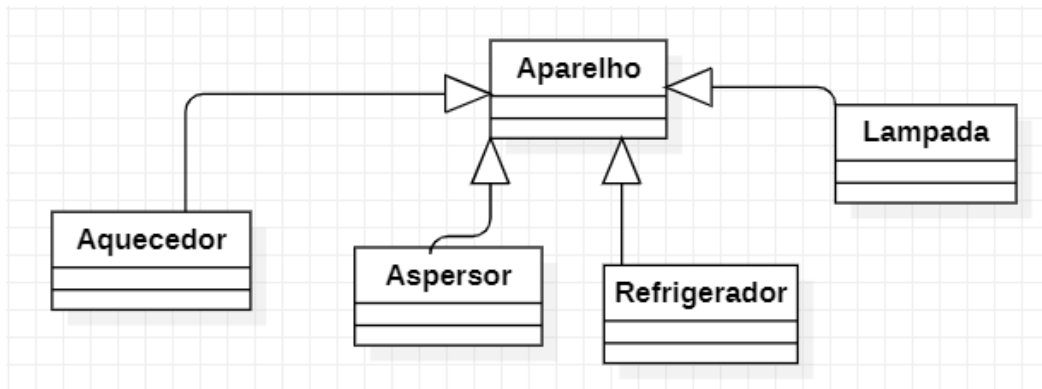 Aparelho
Lampada
Aquecedor
Aspersor
Refrigerador